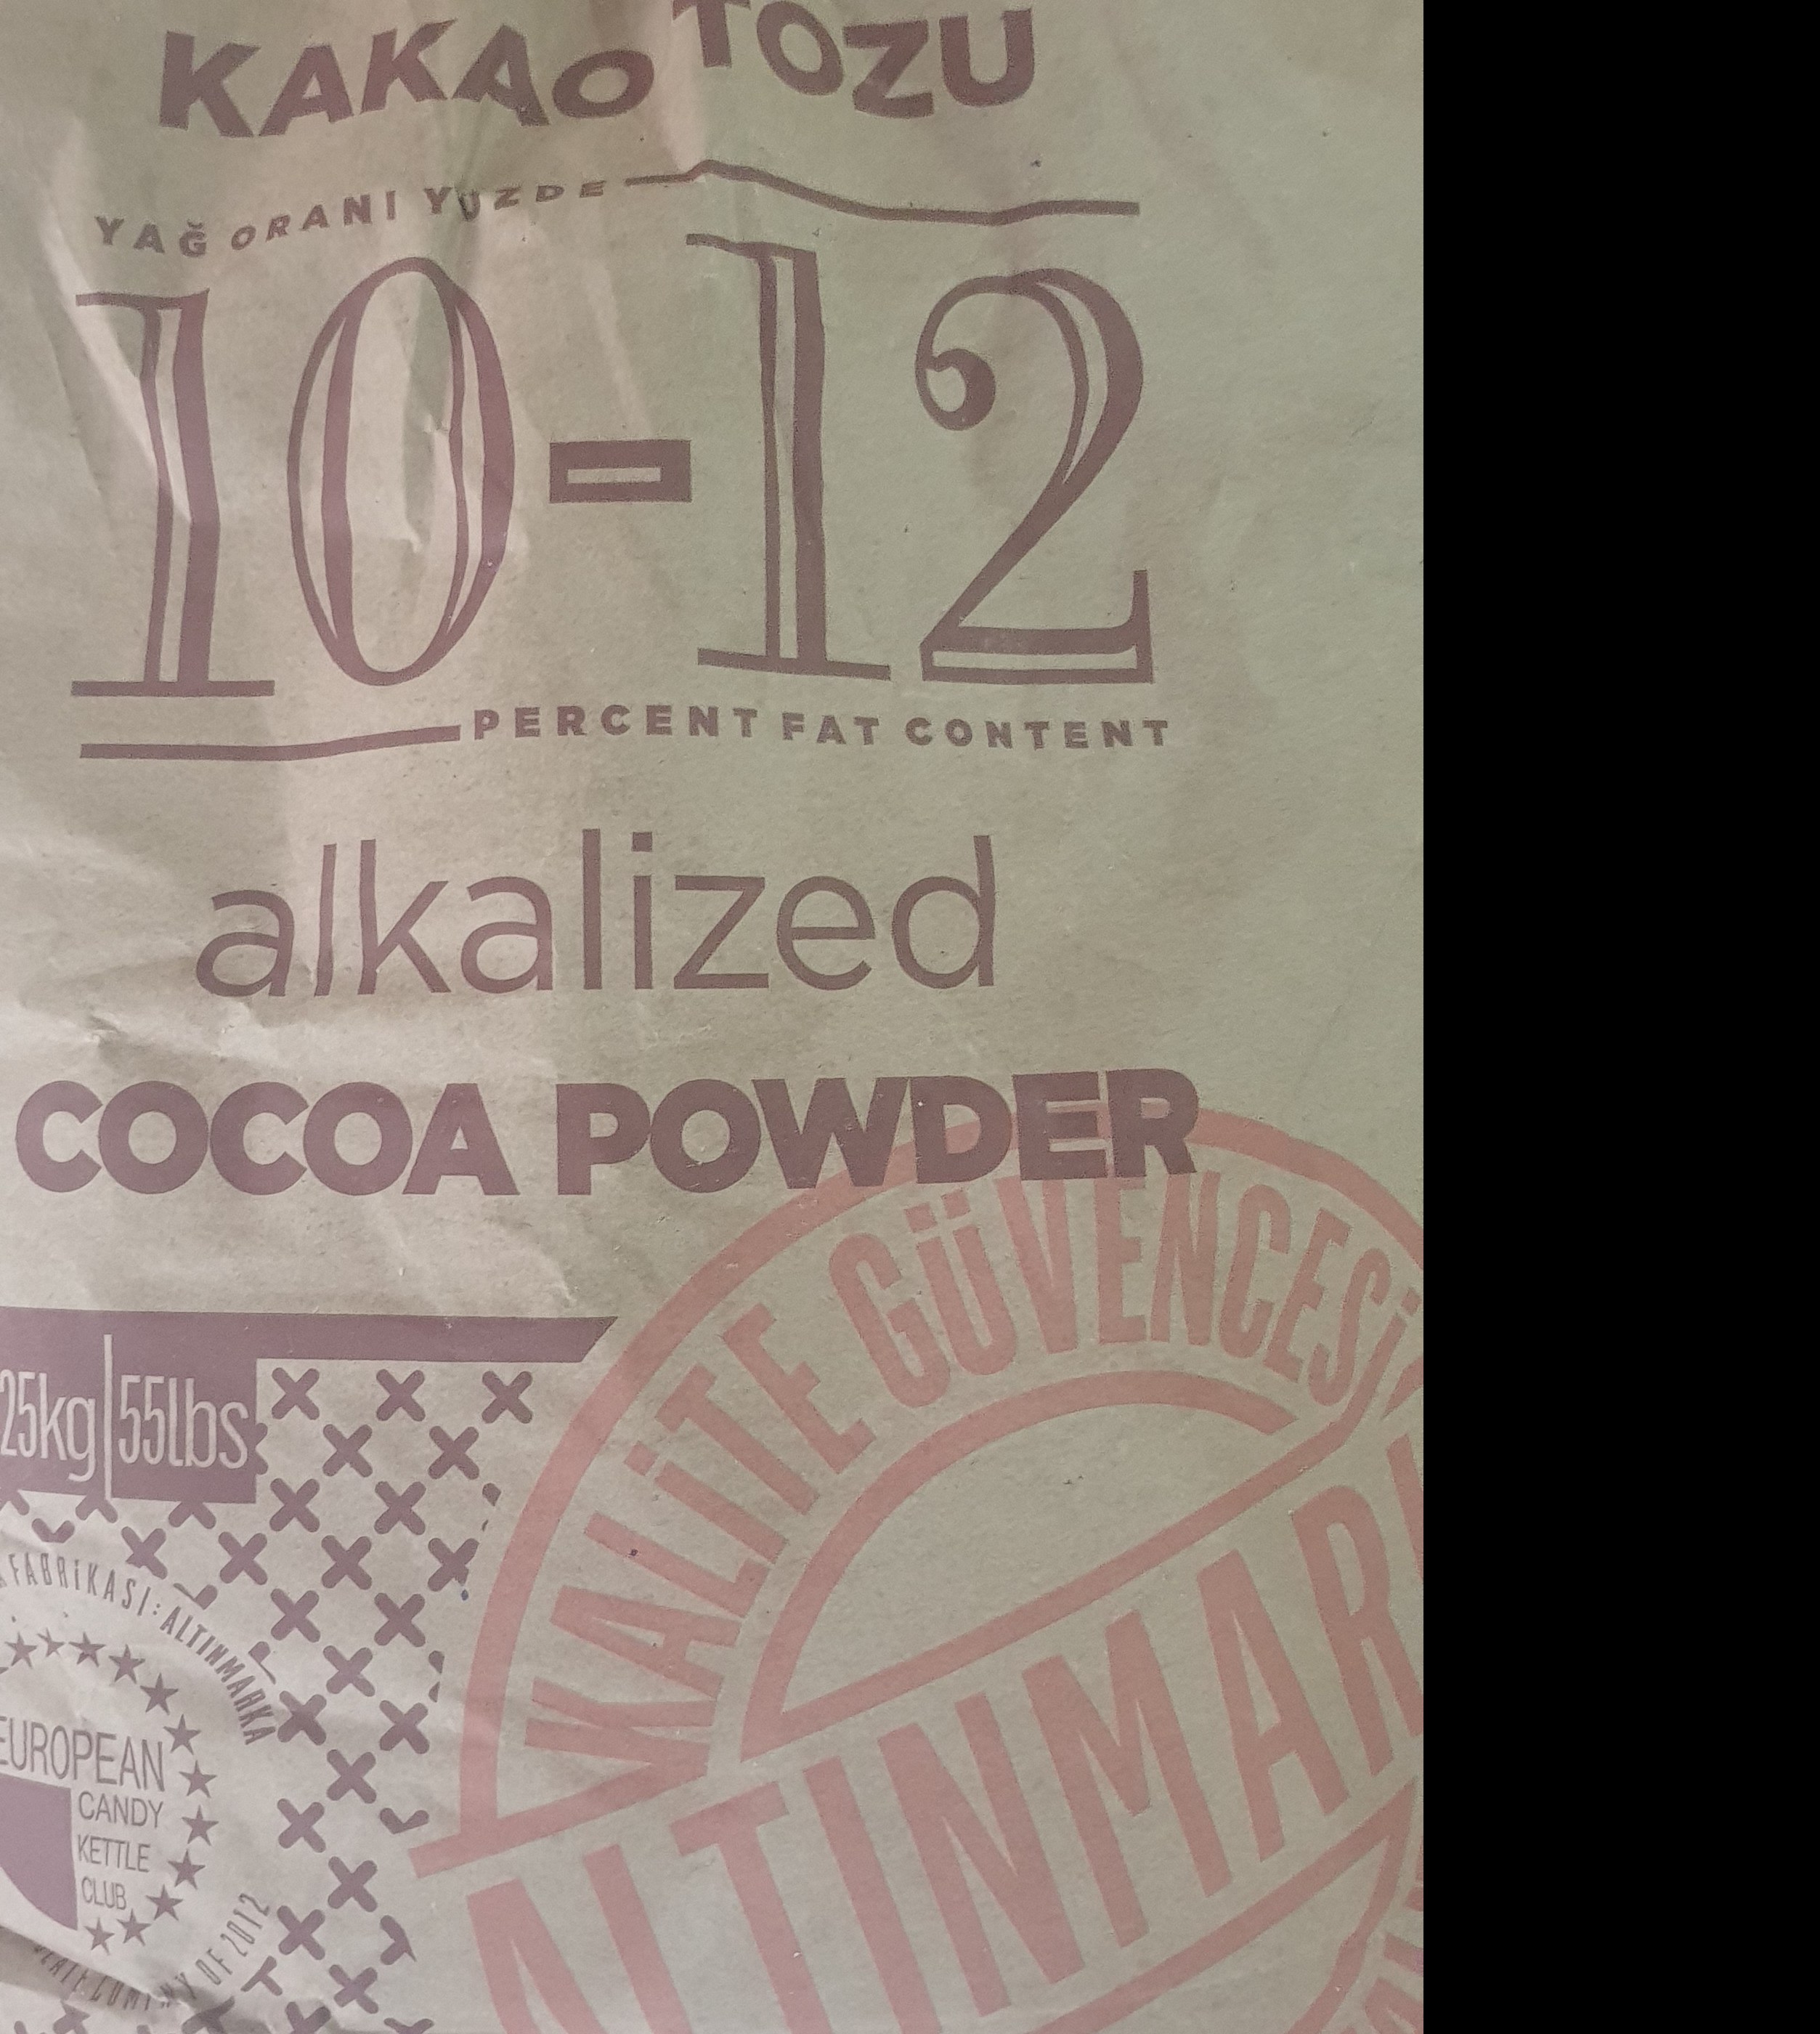 KAKAO TOZU
YAĞ ORANI YÜZDE
10-12
PERCENT FAT CONTENT
alkalized
COCOA POWDER
25kg|55lbs
FABRİKASI: ALTINMARKA
EUROPEAN
CANDY
KETTLE
CLUB
OF 2012
KALİTE GÜVENCESİ
ALTINMAR